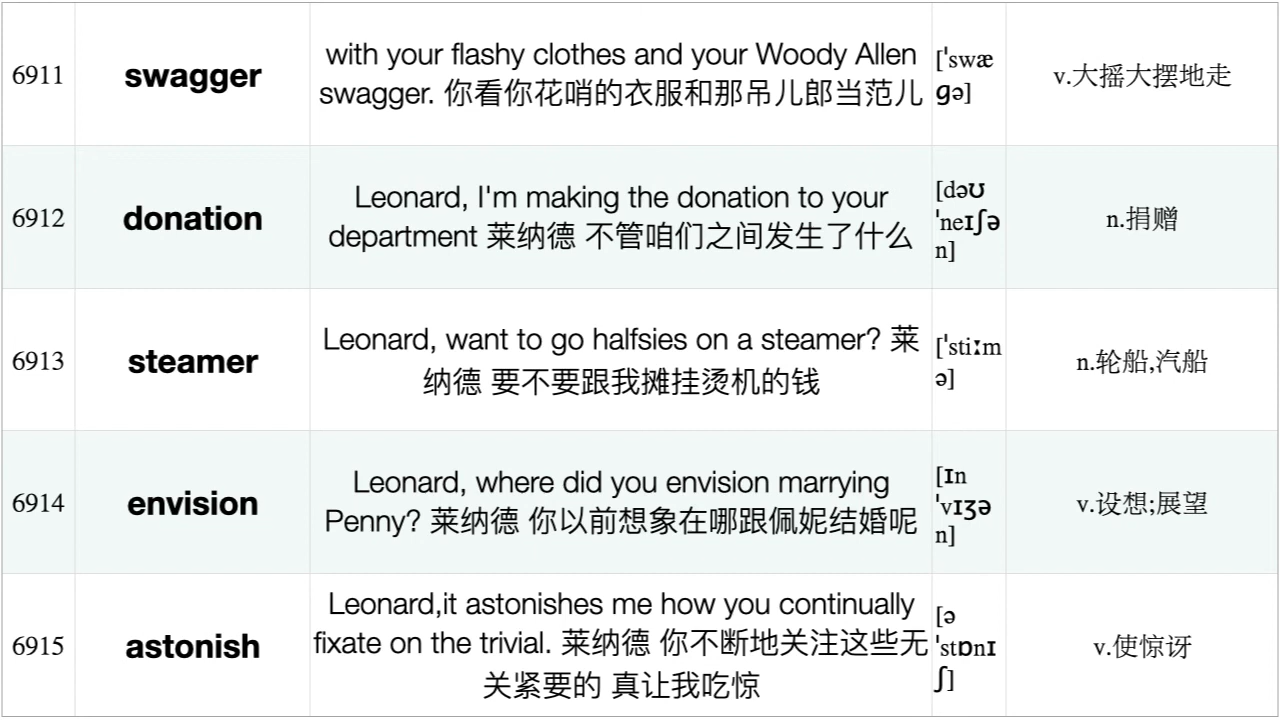 6911
swagger
with your flashy clothes and your Woody Allen
swagger. 你看你花哨的衣服和那吊儿郎当范儿
[ˈswæ
ɡə]
v.大摇大摆地走
6912
donation
Leonard, I'm making the donation to your
department 莱纳德 不管咱们之间发生了什么
[dəʊ
ˈneɪʃə
n]
n.捐赠
6913
steamer
Leonard, want to go halfsies on a steamer? 莱
纳德 要不要跟我摊挂烫机的钱
[ˈstiːm
ə]
n.轮船,汽船
6914
envision
Leonard, where did you envision marrying
Penny? 莱纳德 你以前想象在哪跟佩妮结婚呢
[ɪn
ˈvɪʒə
n]
v.设想;展望
6915
astonish
Leonard,it astonishes me how you continually
fixate on the trivial. 莱纳德 你不断地关注这些无
关紧要的 真让我吃惊
[ə
ˈstɒnɪ
ʃ]
v.使惊讶